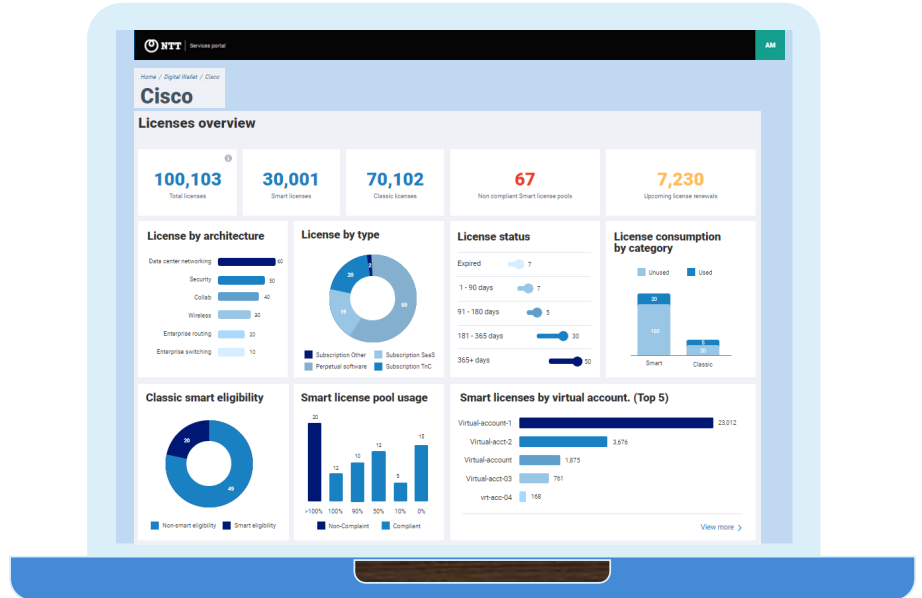 NTT Services portal
AM
Home / Digital Wallet / Cisco
Cisco
Licenses overview
100,103
Total licenses
30,001
Smart licenses
70,102
Classic licenses
67
Non compliant Smart license pools
7,230
Upcoming license renewals
License by architecture
Data center networking 60
Security 50
Collab 40
Wireless 30
Enterprise routing 20
Enterprise switching 10
License by type
2
20
19
59
Subscription Other Subscription SaaS
Perpetual software Subscription TnC
License status
Expired 7
1 - 90 days 7
91 - 180 days 5
181 - 365 days 30
365+ days 50
License consumption
by category
Unused Used
20
100
5
20
Smart Classic
Classic smart eligibility
20
49
Non-smart eligibility Smart eligibility
Smart license pool usage
20
12
10
12
5
15
>100% 100% 90% 50% 10% 0%
Non-Complaint Compliant
Smart licenses by virtual account. (Top 5)
Virtual-account-1 23,012
Virtual-acct-2 3,676
Virtual-account 1,875
Virtual-acct-03 761
vrt-acc-04 168
View more >